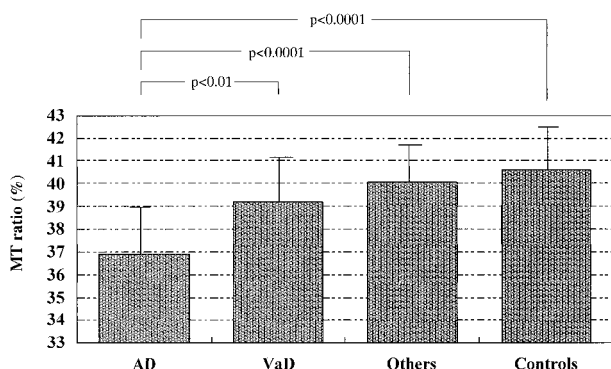 p<0.0001
p<0.0001
p<0.01
MT ratio (%)
43
42
41
40
39
38
37
36
35
34
33
AD VaD Others Controls